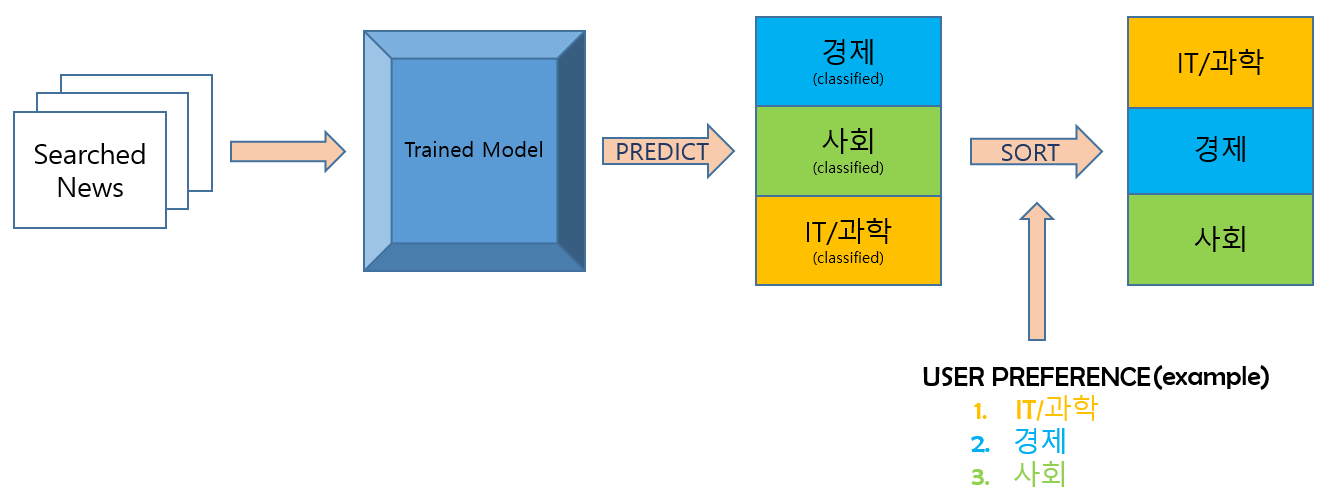 Searched
News
Trained Model
PREDICT
경제
(classified)
사회
(classified)
IT/과학
(classified)
SORT
IT/과학
경제
사회
USER PREFERENCE(example)
1. IT/과학
2. 경제
3. 사회